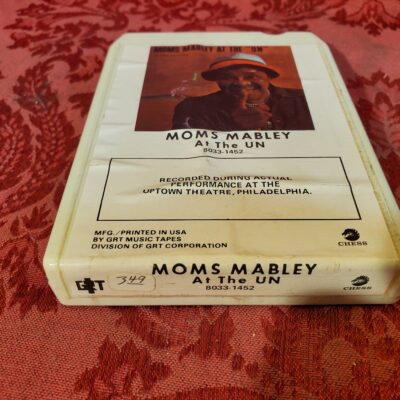 MOMS MABLEY AT THE "UN"
MOMS MABLEY
At The UN
8033-1452
RECORDED DURING ACTUAL
PERFORMANCE AT THE
UPTOWN THEATRE, PHILADELPHIA.
MFG./PRINTED IN USA
BY GRT MUSIC TAPES
DIVISION OF GRT CORPORATION
CHESS
GRT
349
MOMS MABLEY
At The UN
8033-1452
CHESS